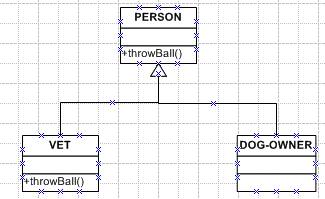 PERSON
+throwBall()
VET
DOG-OWNER
+throwBall()